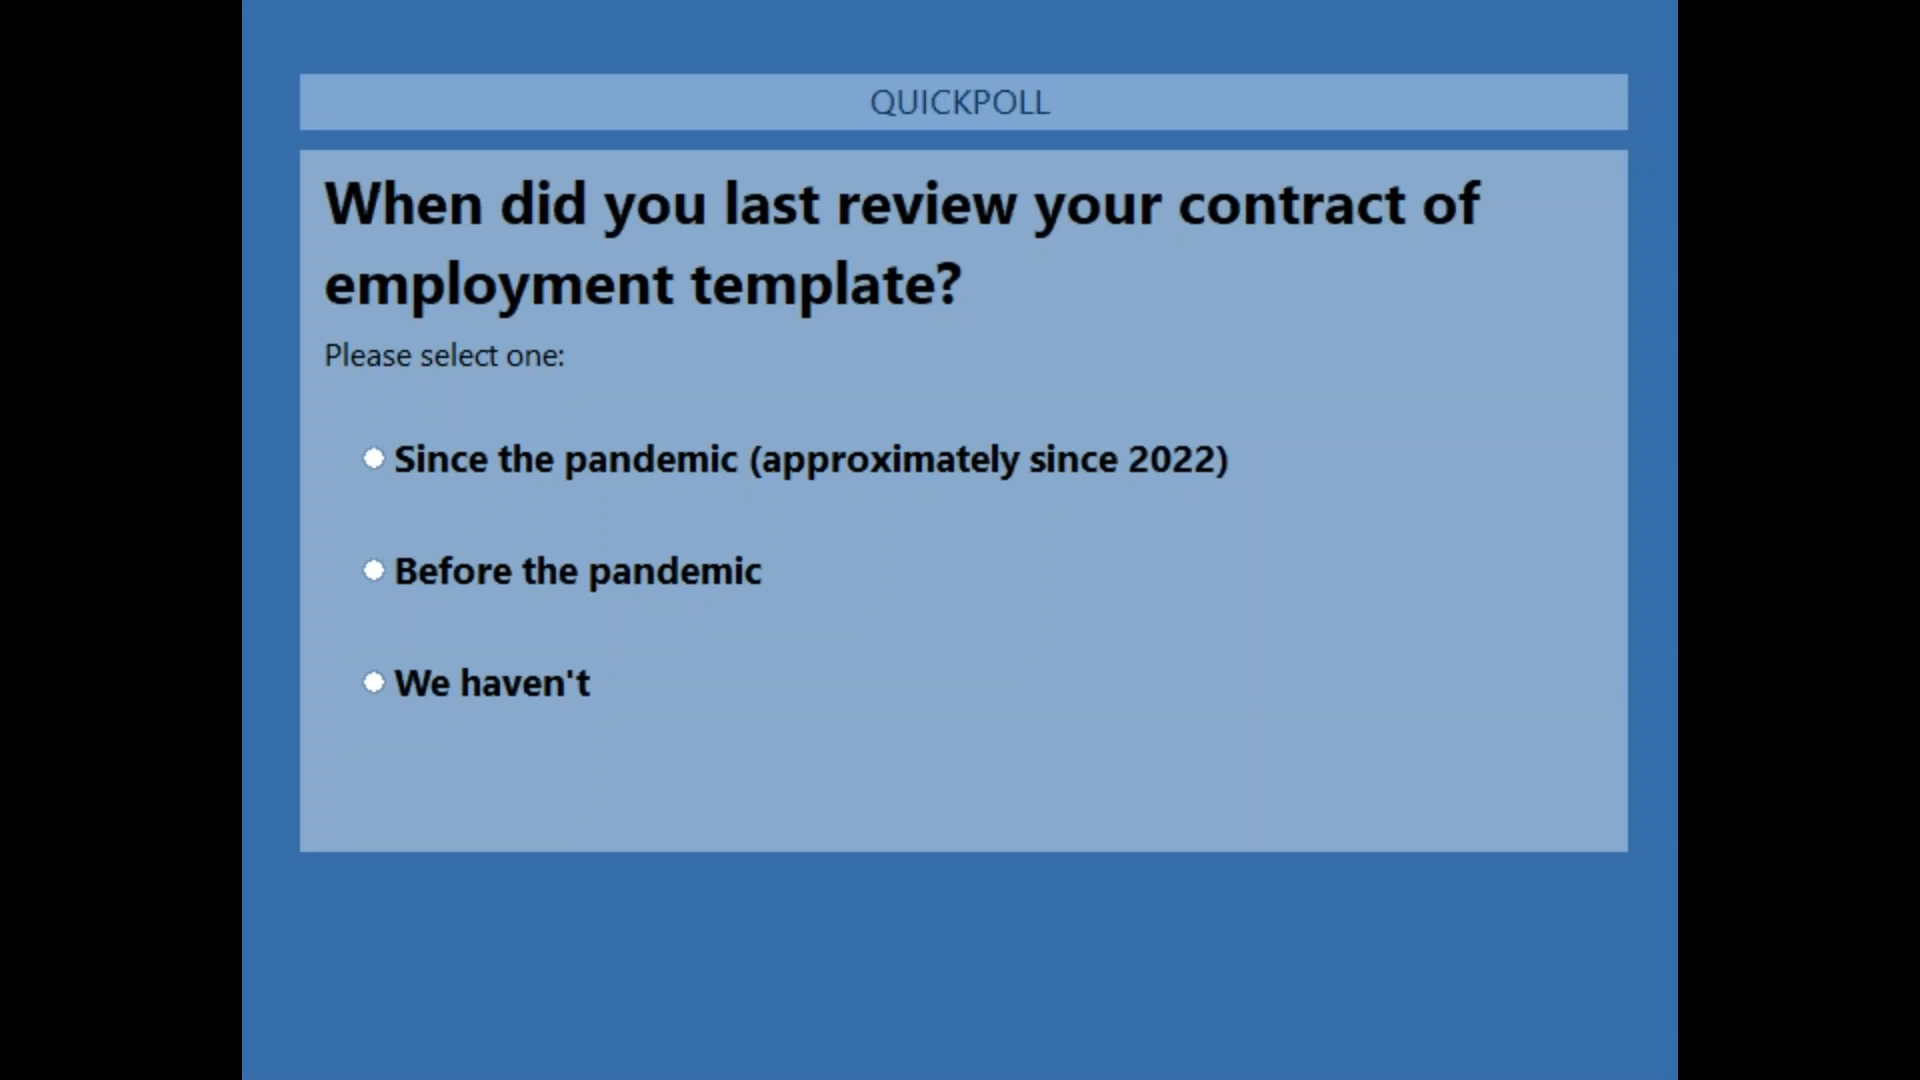 QUICKPOLL
When did you last review your contract of
employment template?
Please select one:
Since the pandemic (approximately since 2022)
Before the pandemic
We haven't